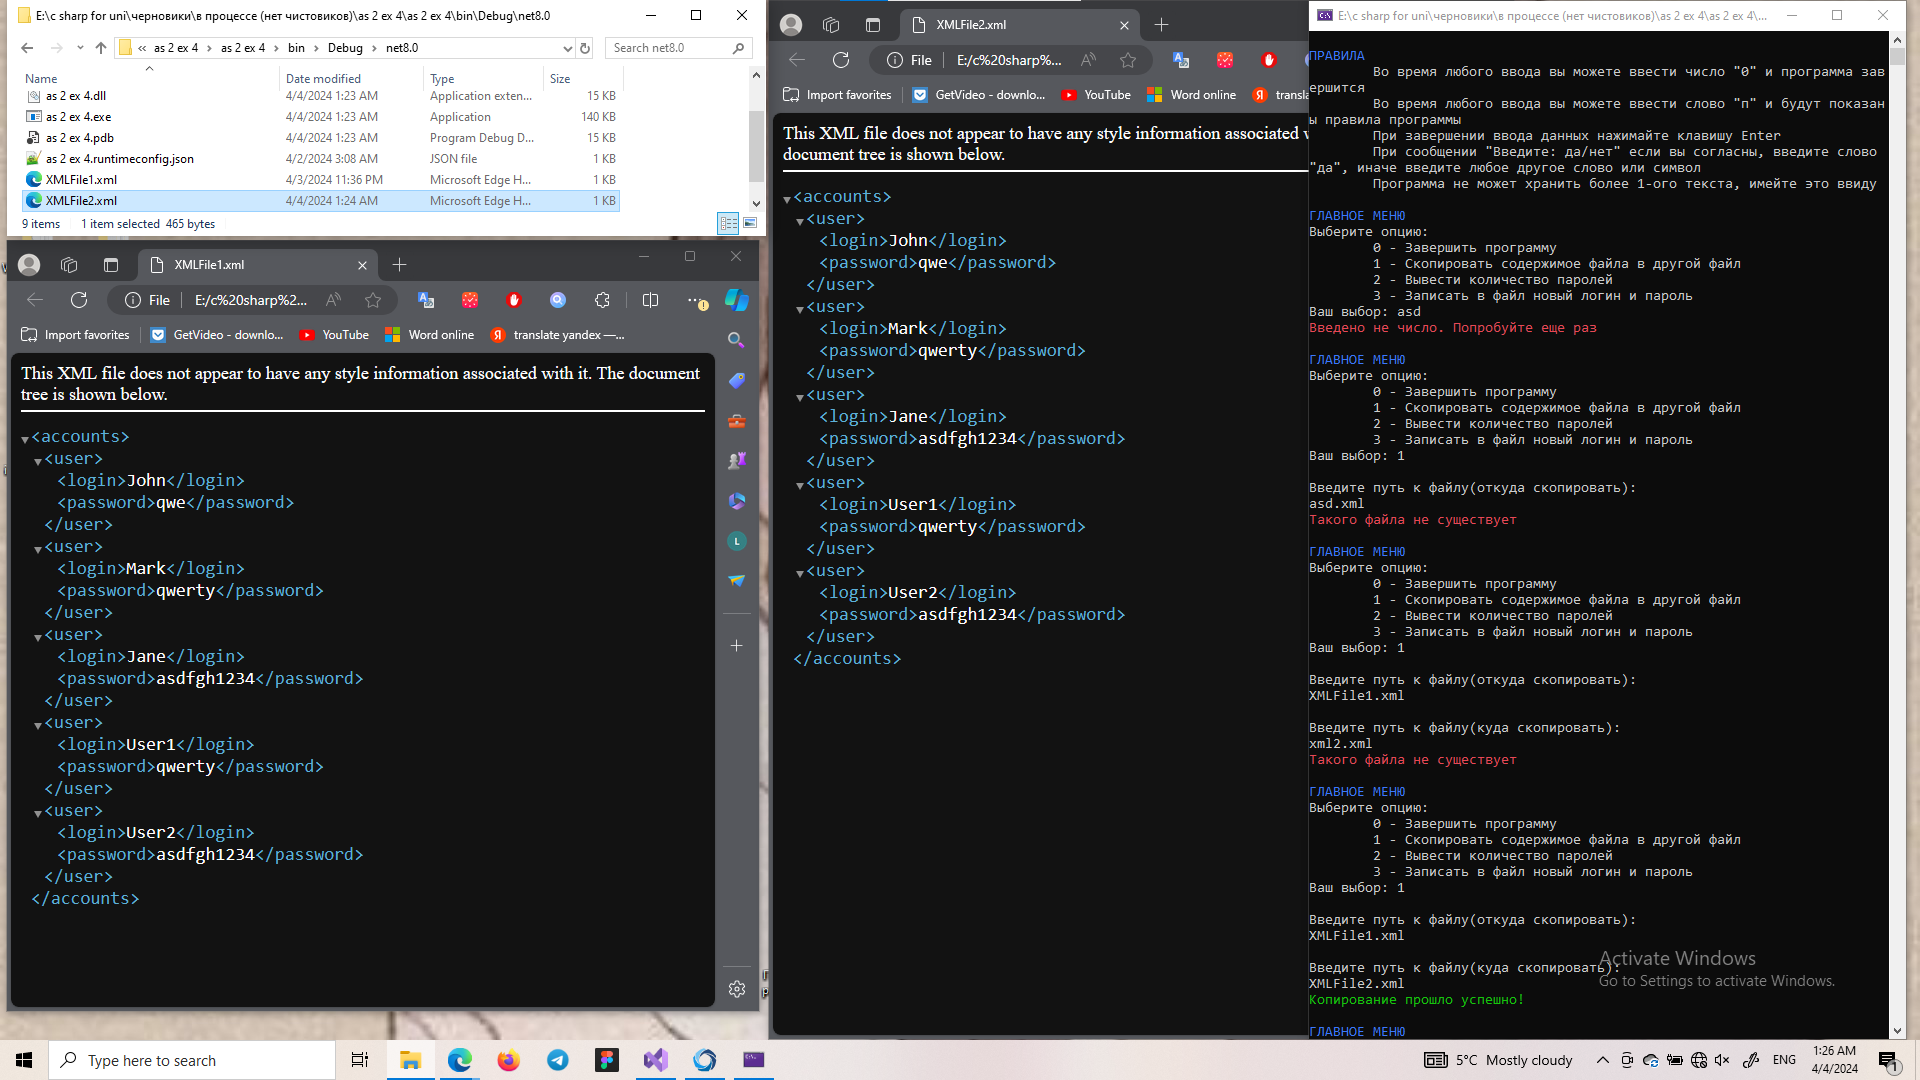 E:\c sharp for uni\черновики\в процессе (нет чистовиков)\as 2 ex 4\as 2 ex 4\bin\Debug\net8.0
« as 2 ex 4 > as 2 ex 4 > bin > Debug > net8.0
Search net8.0
Name Date modified Type Size
as 2 ex 4.dll 4/4/2024 1:23 AM Application exten... 15 KB
as 2 ex 4.exe 4/4/2024 1:23 AM Application 140 KB
as 2 ex 4.pdb 4/4/2024 1:23 AM Program Debug D... 15 KB
as 2 ex 4.runtimeconfig.json 4/2/2024 3:08 AM JSON file 1 KB
XMLFile1.xml 4/3/2024 11:36 PM Microsoft Edge H... 1 KB
XMLFile2.xml 4/4/2024 1:24 AM Microsoft Edge H... 1 KB
9 items 1 item selected 465 bytes
XMLFile1.xml
File E:/c%20sharp%2...
Import favorites GetVideo - downlo... YouTube Word online translate yandex —...
This XML file does not appear to have any style information associated with it. The document
tree is shown below.
<accounts>
<user>
<login>John</login>
<password>qwe</password>
</user>
<user>
<login>Mark</login>
<password>qwerty</password>
</user>
<user>
<login>Jane</login>
<password>asdfgh1234</password>
</user>
<user>
<login>User1</login>
<password>qwerty</password>
</user>
<user>
<login>User2</login>
<password>asdfgh1234</password>
</user>
</accounts>
L
XMLFile2.xml
File E:/c%20sharp%...
Import favorites GetVideo - downlo... YouTube Word online transla
This XML file does not appear to have any style information associated w
document tree is shown below.
<accounts>
<user>
<login>John</login>
<password>qwe</password>
</user>
<user>
<login>Mark</login>
<password>qwerty</password>
</user>
<user>
<login>Jane</login>
<password>asdfgh1234</password>
</user>
<user>
<login>User1</login>
<password>qwerty</password>
</user>
<user>
<login>User2</login>
<password>asdfgh1234</password>
</user>
</accounts>
E:\c sharp for uni\черновики\в процессе (нет чистовиков)\as 2 ex 4\as 2 ex 4\...
ПРАВИЛА
Во время любого ввода вы можете ввести число "0" и программа зав
ершится
Во время любого ввода вы можете ввести слово "п" и будут показан
ы правила программы
При завершении ввода данных нажимайте клавишу Enter
При сообщении "Введите: да/нет" если вы согласны, введите слово
"да", иначе введите любое другое слово или символ
Программа не может хранить более 1-ого текста, имейте это ввиду
ГЛАВНОЕ МЕНЮ
Выберите опцию:
0 - Завершить программу
1 - Скопировать содержимое файла в другой файл
2 - Вывести количество паролей
3 - Записать в файл новый логин и пароль
Ваш выбор: asd
Введено не число. Попробуйте еще раз
ГЛАВНОЕ МЕНЮ
Выберите опцию:
0 - Завершить программу
1 - Скопировать содержимое файла в другой файл
2 - Вывести количество паролей
3 - Записать в файл новый логин и пароль
Ваш выбор: 1
Введите путь к файлу(откуда скопировать):
asd.xml
Такого файла не существует
ГЛАВНОЕ МЕНЮ
Выберите опцию:
0 - Завершить программу
1 - Скопировать содержимое файла в другой файл
2 - Вывести количество паролей
3 - Записать в файл новый логин и пароль
Ваш выбор: 1
Введите путь к файлу(откуда скопировать):
XMLFile1.xml
Введите путь к файлу(куда скопировать):
xml2.xml
Такого файла не существует
ГЛАВНОЕ МЕНЮ
Выберите опцию:
0 - Завершить программу
1 - Скопировать содержимое файла в другой файл
2 - Вывести количество паролей
3 - Записать в файл новый логин и пароль
Ваш выбор: 1
Введите путь к файлу(откуда скопировать):
XMLFile1.xml
Введите путь к файлу(куда скопировать):
XMLFile2.xml
Копирование прошло успешно!
ГЛАВНОЕ МЕНЮ
Activate Windows
Go to Settings to activate Windows.
Type here to search
5°C Mostly cloudy
ENG
1:26 AM
4/4/2024
1